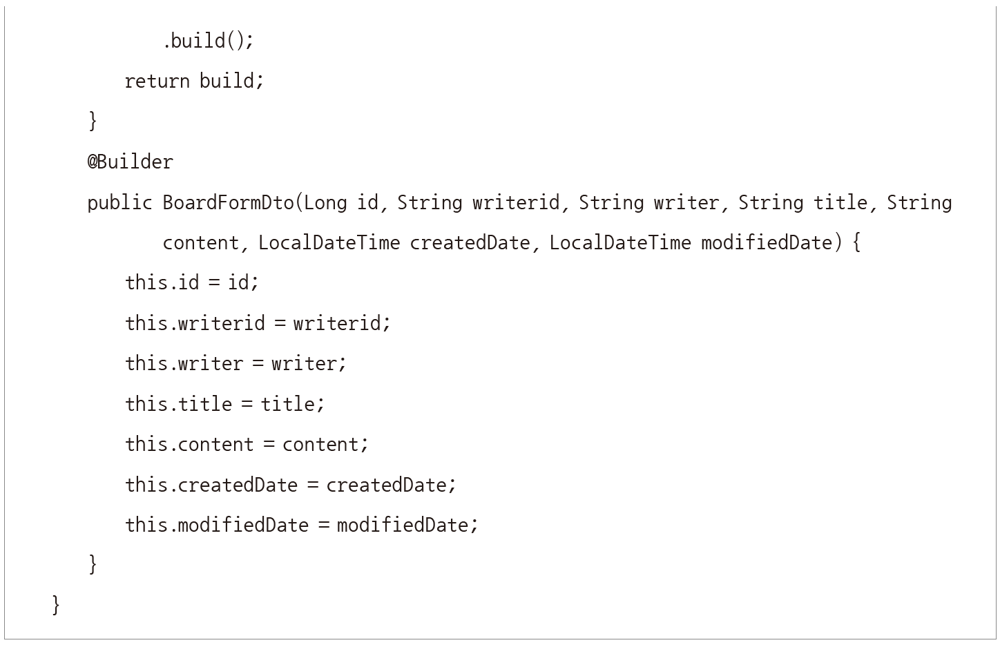 .build();
return build;
}
@Builder
public BoardFormDto(Long id, String writerid, String writer, String title, String
content, LocalDateTime createdDate, LocalDateTime modifiedDate) {
this.id = id;
this.writerid = writerid;
this.writer = writer;
this.title = title;
this.content = content;
this.createdDate = createdDate;
this.modifiedDate = modifiedDate;
}
}